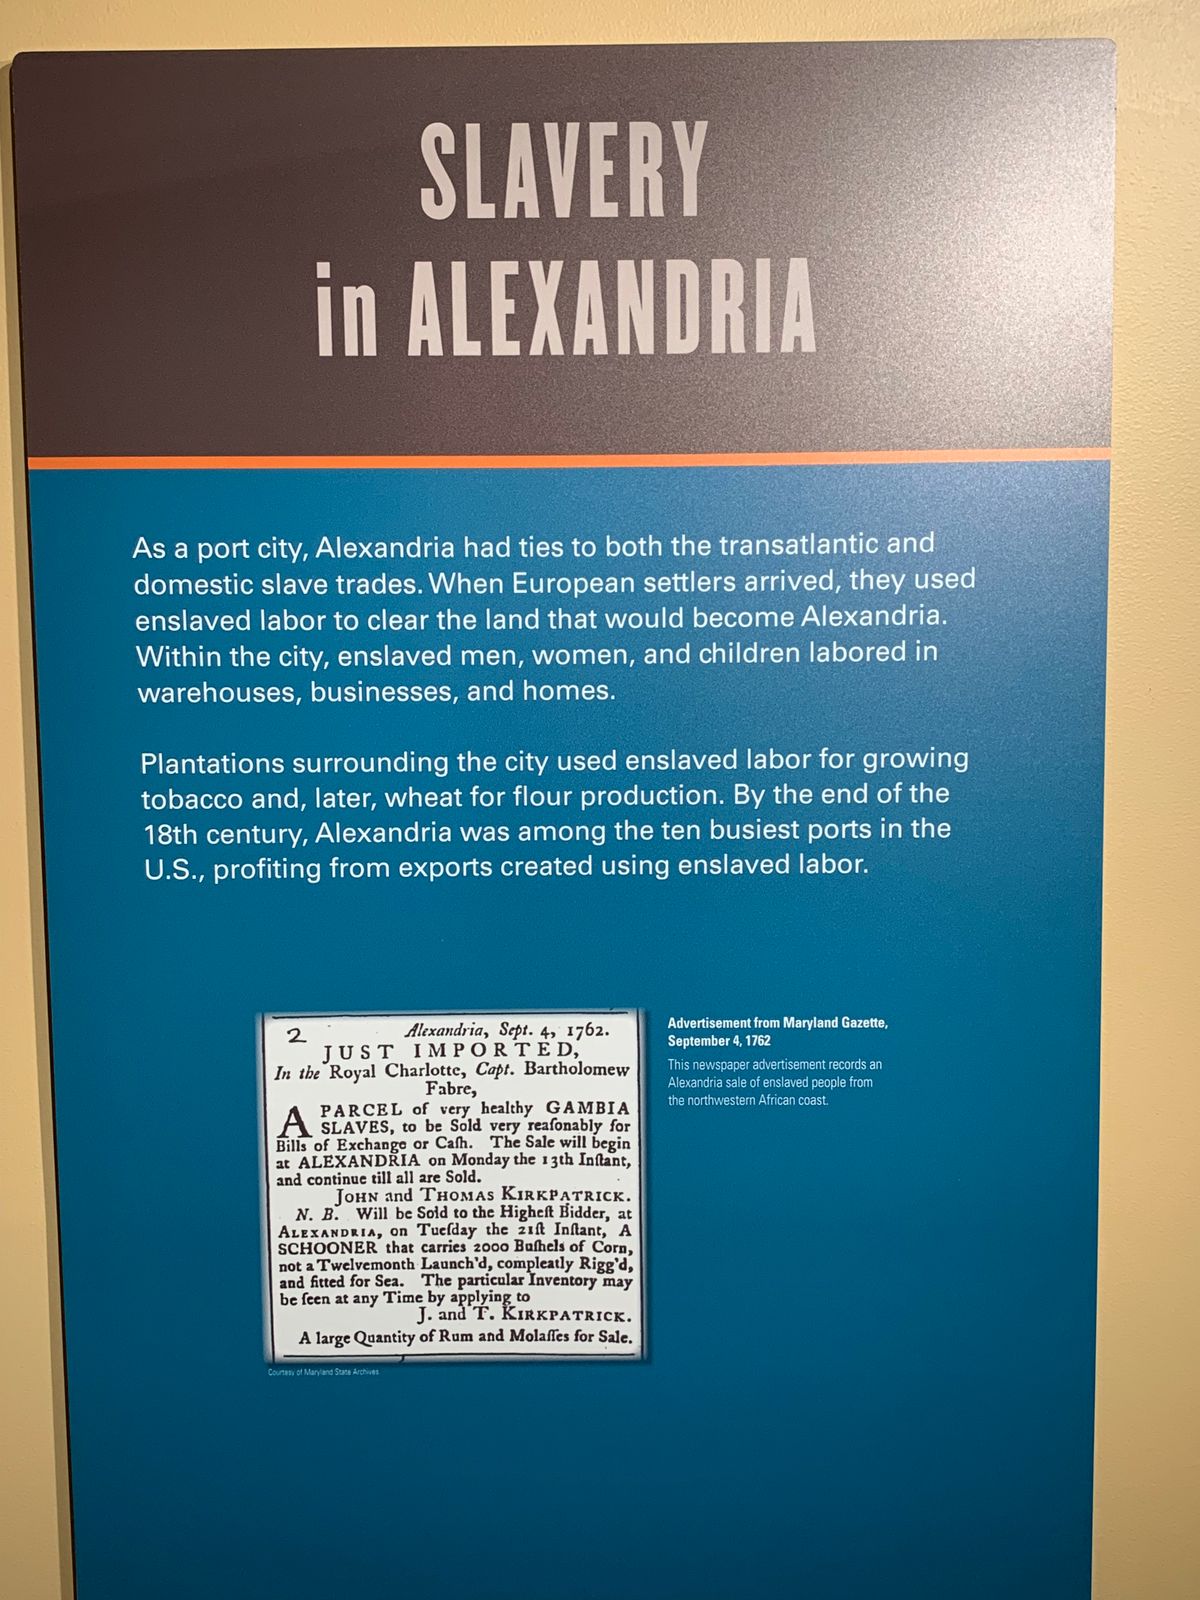 SLAVERY
in ALEXANDRIA
As a port city, Alexandria had ties to both the transatlantic and
domestic slave trades. When European settlers arrived, they used
enslaved labor to clear the land that would become Alexandria.
Within the city, enslaved men, women, and children labored in
warehouses, businesses, and homes.
Plantations surrounding the city used enslaved labor for growing
tobacco and, later, wheat for flour production. By the end of the
18th century, Alexandria was among the ten busiest ports in the
U.S., profiting from exports created using enslaved labor.
2 Alexandria, Sept. 4, 1762.
JUST IMPORTED,
In the Royal Charlotte, Capt. Bartholomew
Fabre,
A PARCEL of very healthy GAMBIA
SLAVES, to be Sold very reaſonably for
Bills of Exchange or Caſh. The Sale will begin
at ALEXANDRIA on Monday the 13th Inſtant,
and continue till all are Sold.
JOHN and THOMAS KIRKPATRICK.
N. B. Will be Sold to the Higheſt Bidder, at
ALEXANDRIA, on Tueſday the 21ſt Inſtant, A
SCHOONER that carries 2000 Buſhels of Corn,
not a Twelvemonth Launch'd, compleatly Rigg'd,
and fitted for Sea. The particular Inventory may
be ſeen at any Time by applying to
J. and T. KIRKPATRICK.
A large Quantity of Rum and Molaſſes for Sale.
Courtesy of Maryland State Archives
Advertisement from Maryland Gazette,
September 4, 1762
This newspaper advertisement records an
Alexandria sale of enslaved people from
the northwestern African coast.